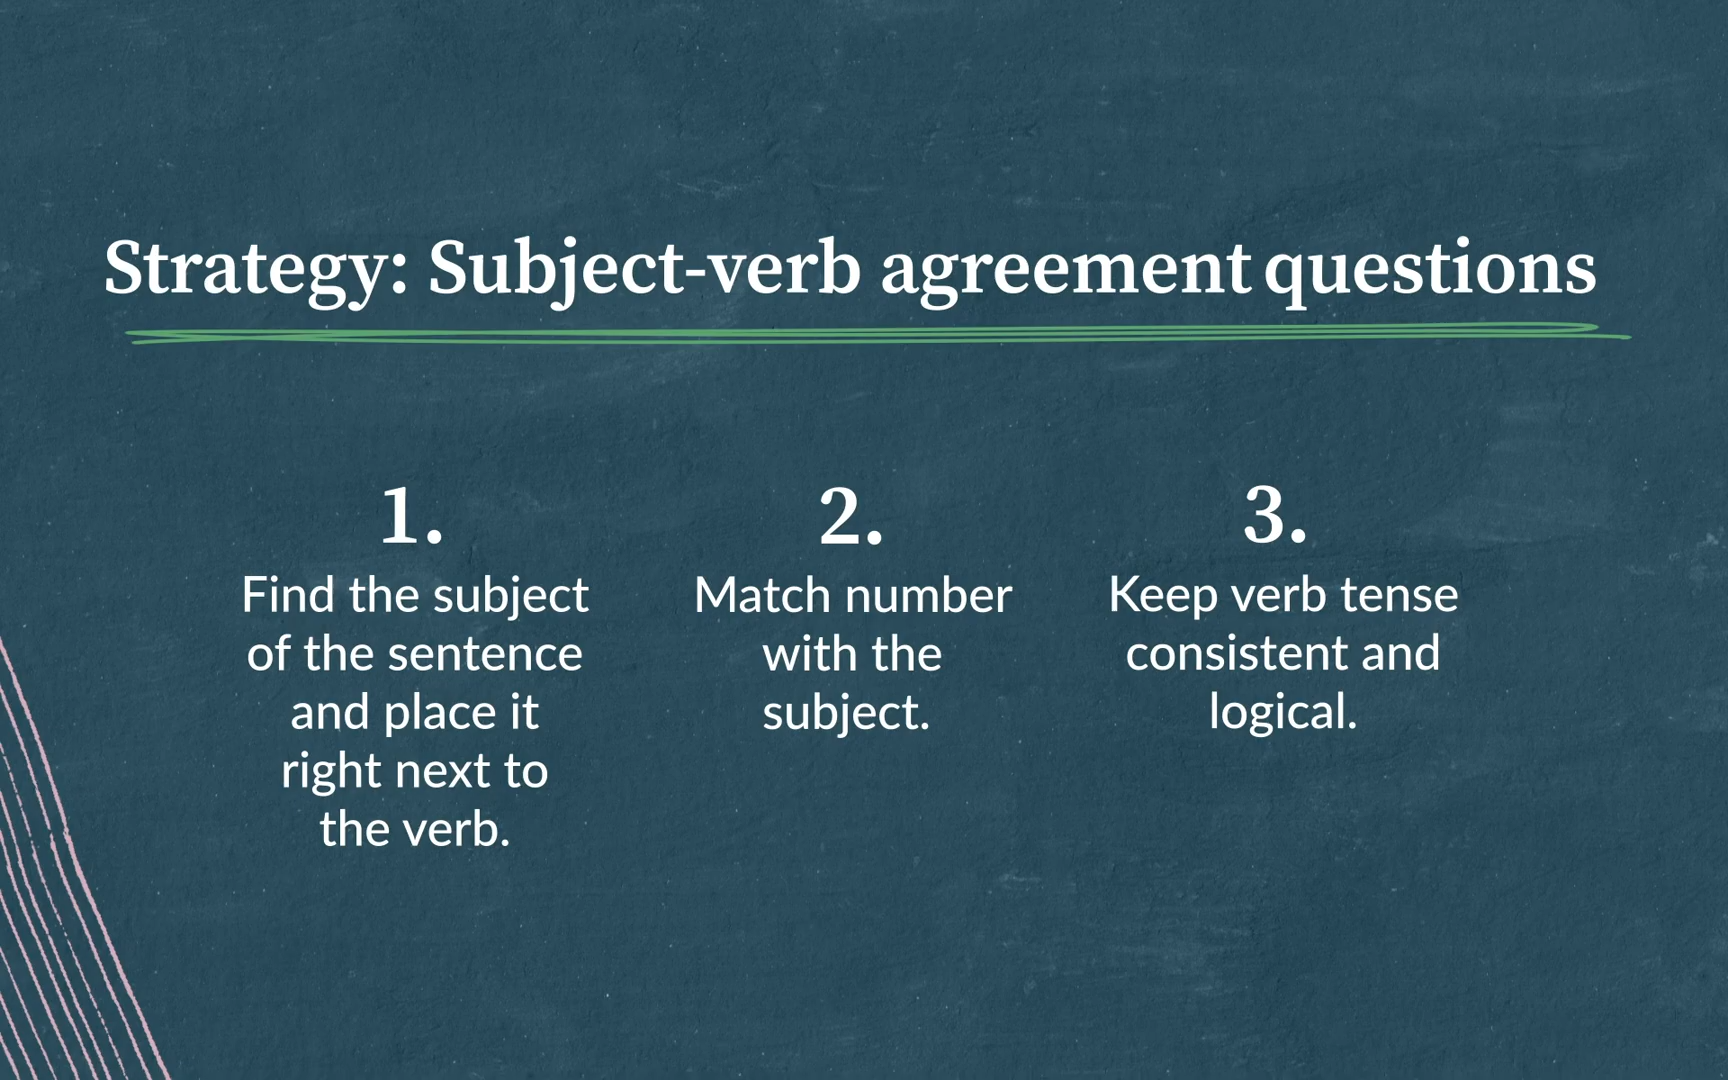 Strategy: Subject-verb agreement questions
1.
Find the subject
of the sentence
and place it
right next to
the verb.
2.
Match number
with the
subject.
3.
Keep verb tense
consistent and
logical.